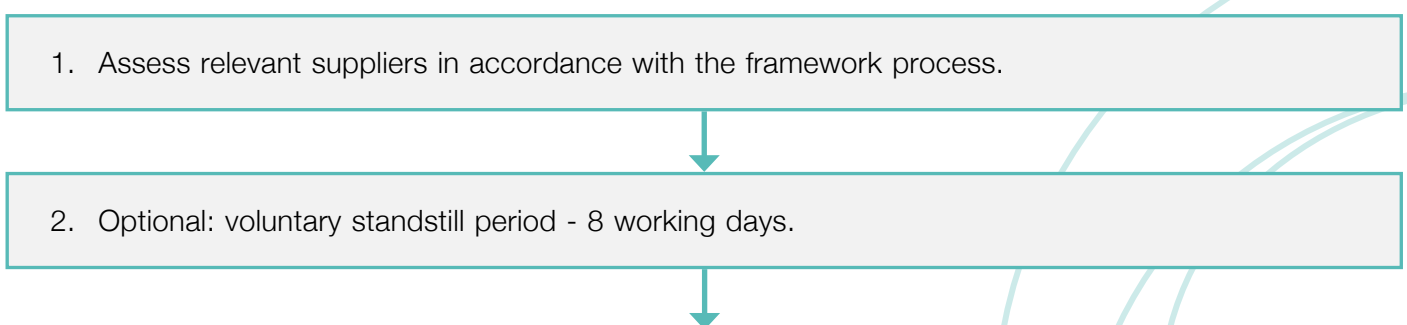 1. Assess relevant suppliers in accordance with the framework process.
2. Optional: voluntary standstill period - 8 working days.